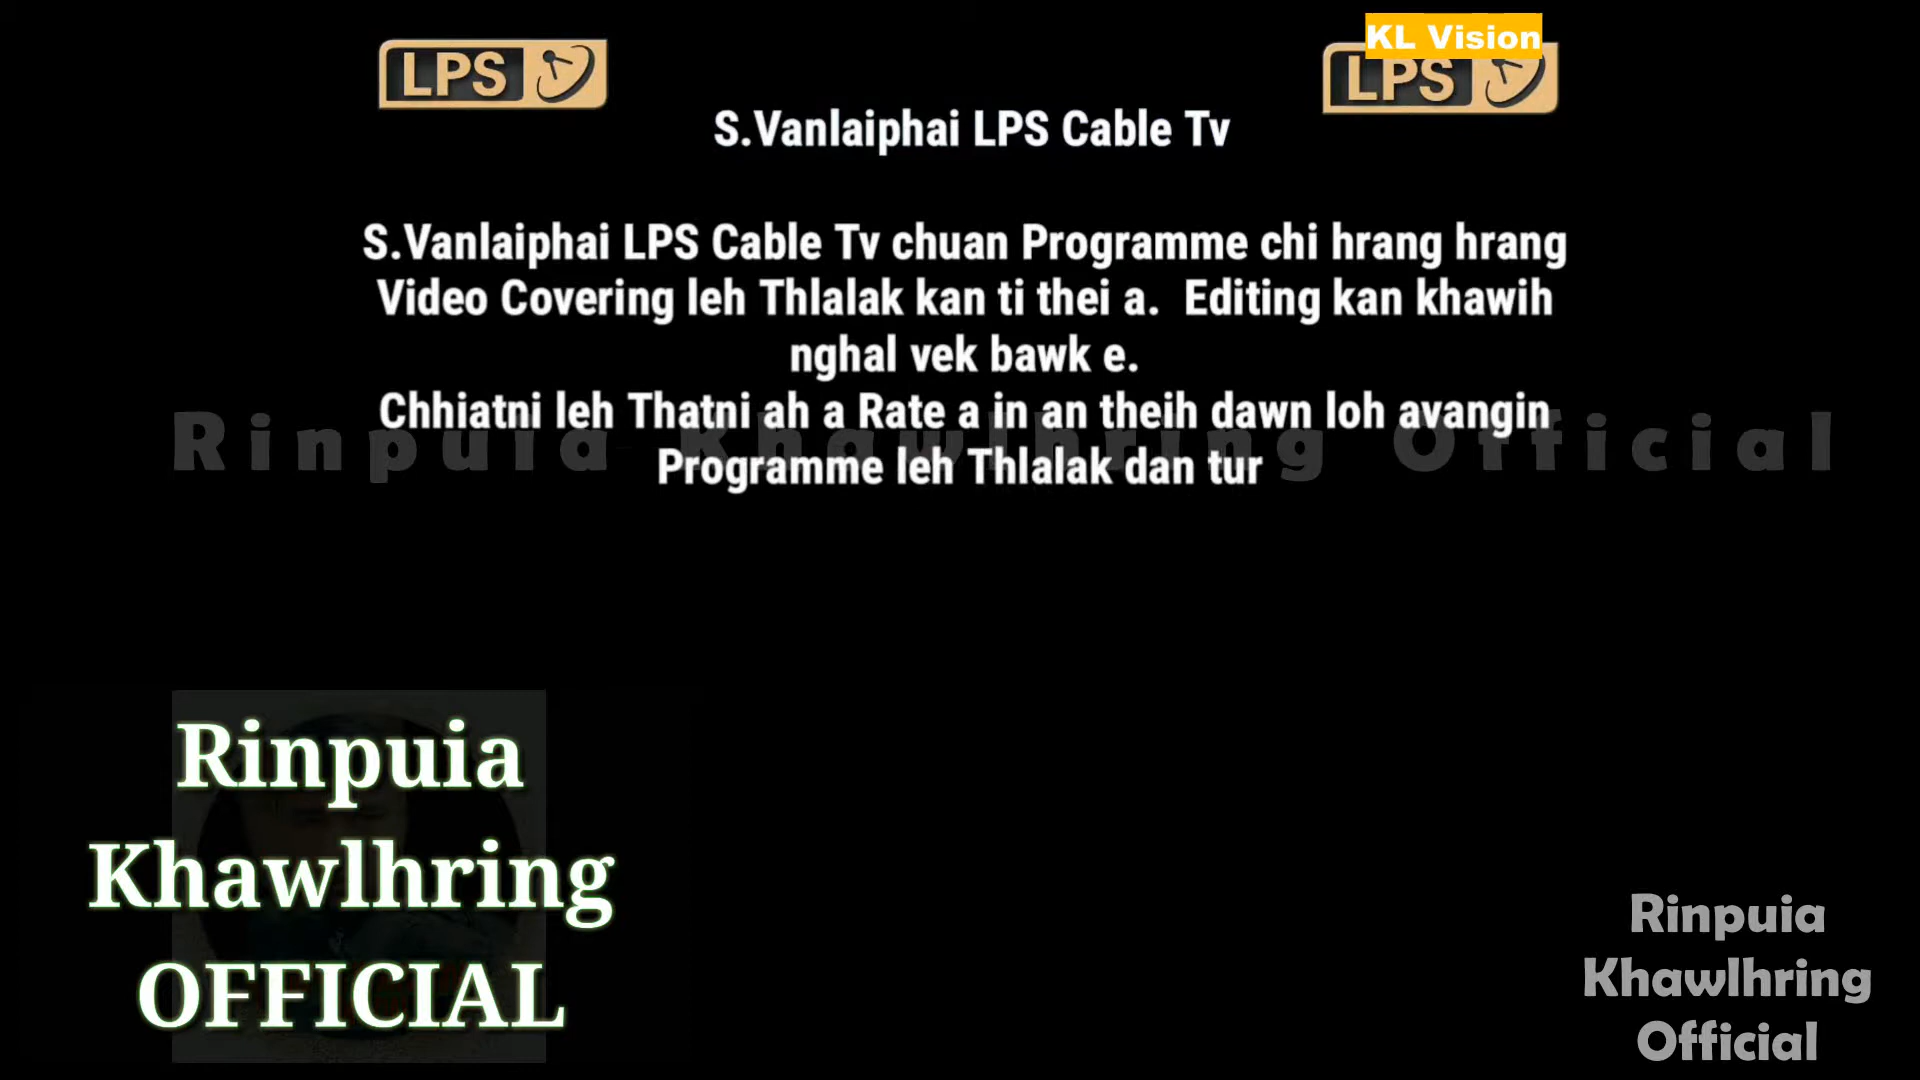 LPS
KL Vision
LPS
S.Vanlaiphai LPS Cable Tv
S.Vanlaiphai LPS Cable Tv chuan Programme chi hrang hrang
Video Covering leh Thlalak kan ti thei a. Editing kan khawih
nghal vek bawk e.
Chhiatni leh Thatni ah a Rate a in an theih dawn loh avangin
Rinpuia Khawlhring Official
Programme leh Thlalak dan tur
Rinpuia
Khawlhring
OFFICIAL
Rinpuia
Khawlhring
Official